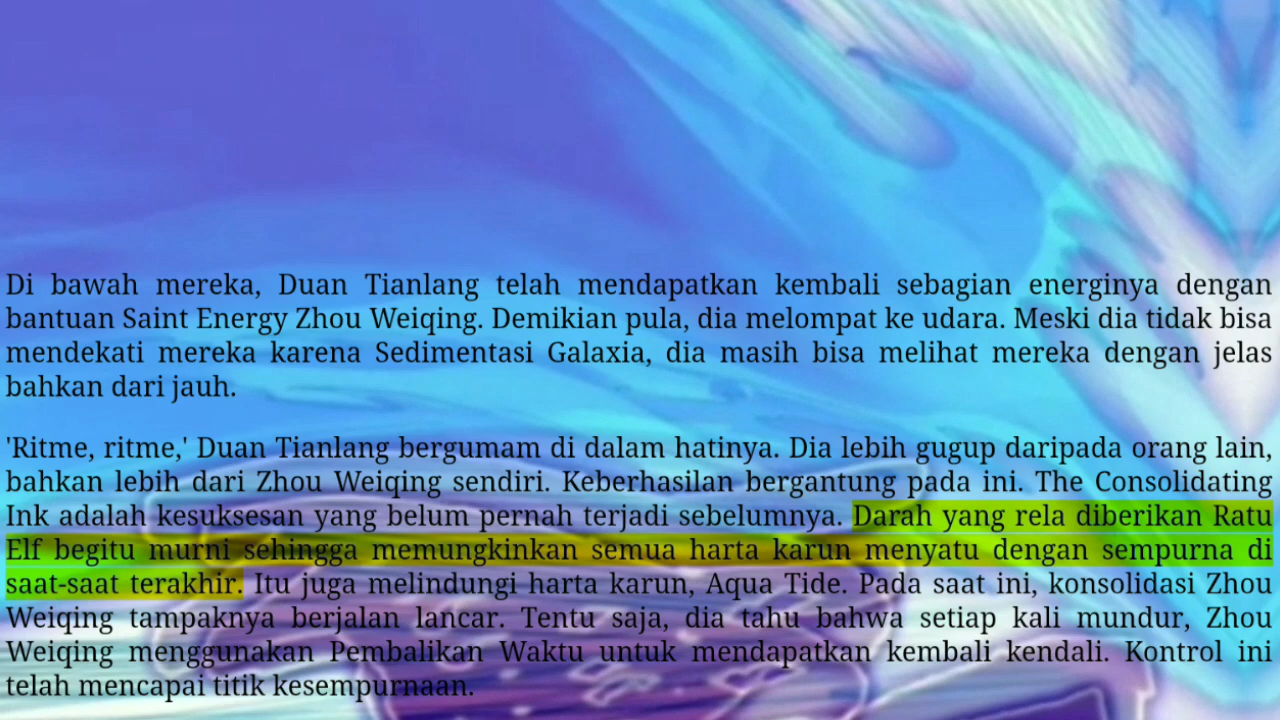 Di bawah mereka, Duan Tianlang telah mendapatkan kembali sebagian energinya dengan
bantuan Saint Energy Zhou Weiqing. Demikian pula, dia melompat ke udara. Meski dia tidak bisa
mendekati mereka karena Sedimentasi Galaxia, dia masih bisa melihat mereka dengan jelas
bahkan dari jauh.
'Ritme, ritme,' Duan Tianlang bergumam di dalam hatinya. Dia lebih gugup daripada orang lain,
bahkan lebih dari Zhou Weiqing sendiri. Keberhasilan bergantung pada ini. The Consolidating
Ink adalah kesuksesan yang belum pernah terjadi sebelumnya. Darah yang rela diberikan Ratu
Elf begitu murni sehingga memungkinkan semua harta karun menyatu dengan sempurna di
saat-saat terakhir. Itu juga melindungi harta karun, Aqua Tide. Pada saat ini, konsolidasi Zhou
Weiqing tampaknya berjalan lancar. Tentu saja, dia tahu bahwa setiap kali mundur, Zhou
Weiqing menggunakan Pembalikan Waktu untuk mendapatkan kembali kendali. Kontrol ini
telah mencapai titik kesempurnaan.